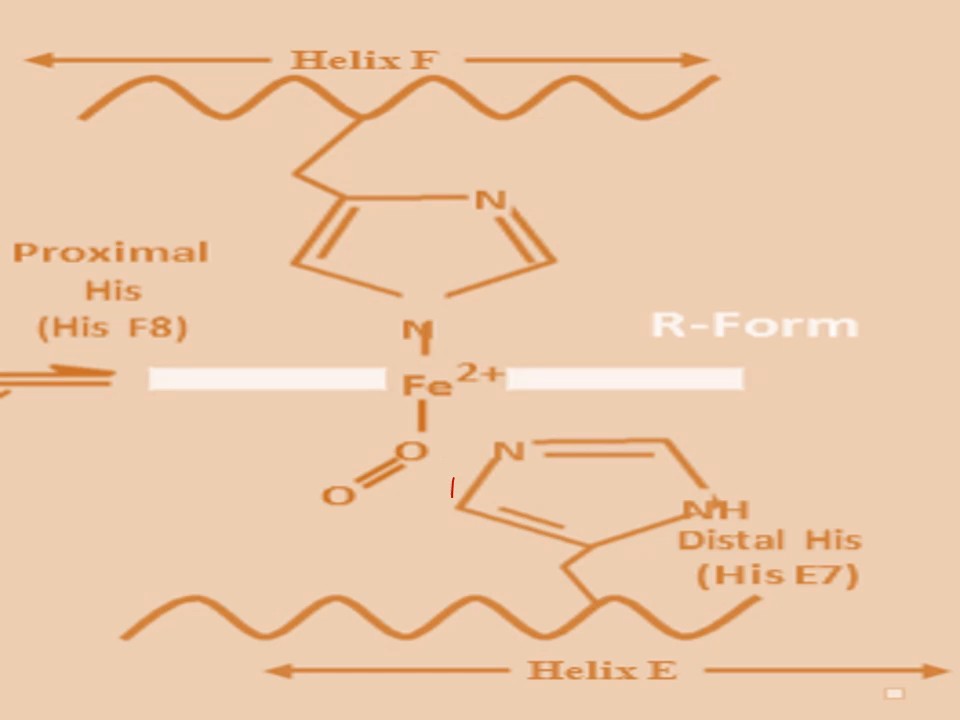 Helix F
N
Proximal
His
(His F8)
N
R-Form
Fe2+
O
N
O
NH
Distal His
(His E7)
Helix E